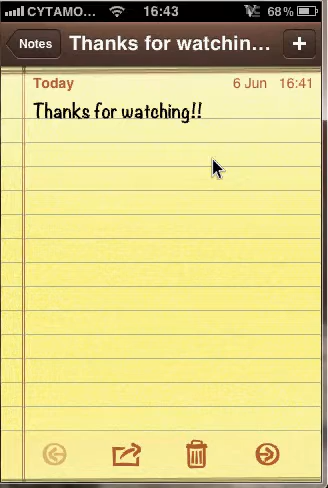 CYTAMO... 16:43 68%
Notes Thanks for watchin... +
Today 6 Jun 16:41
Thanks for watching!!